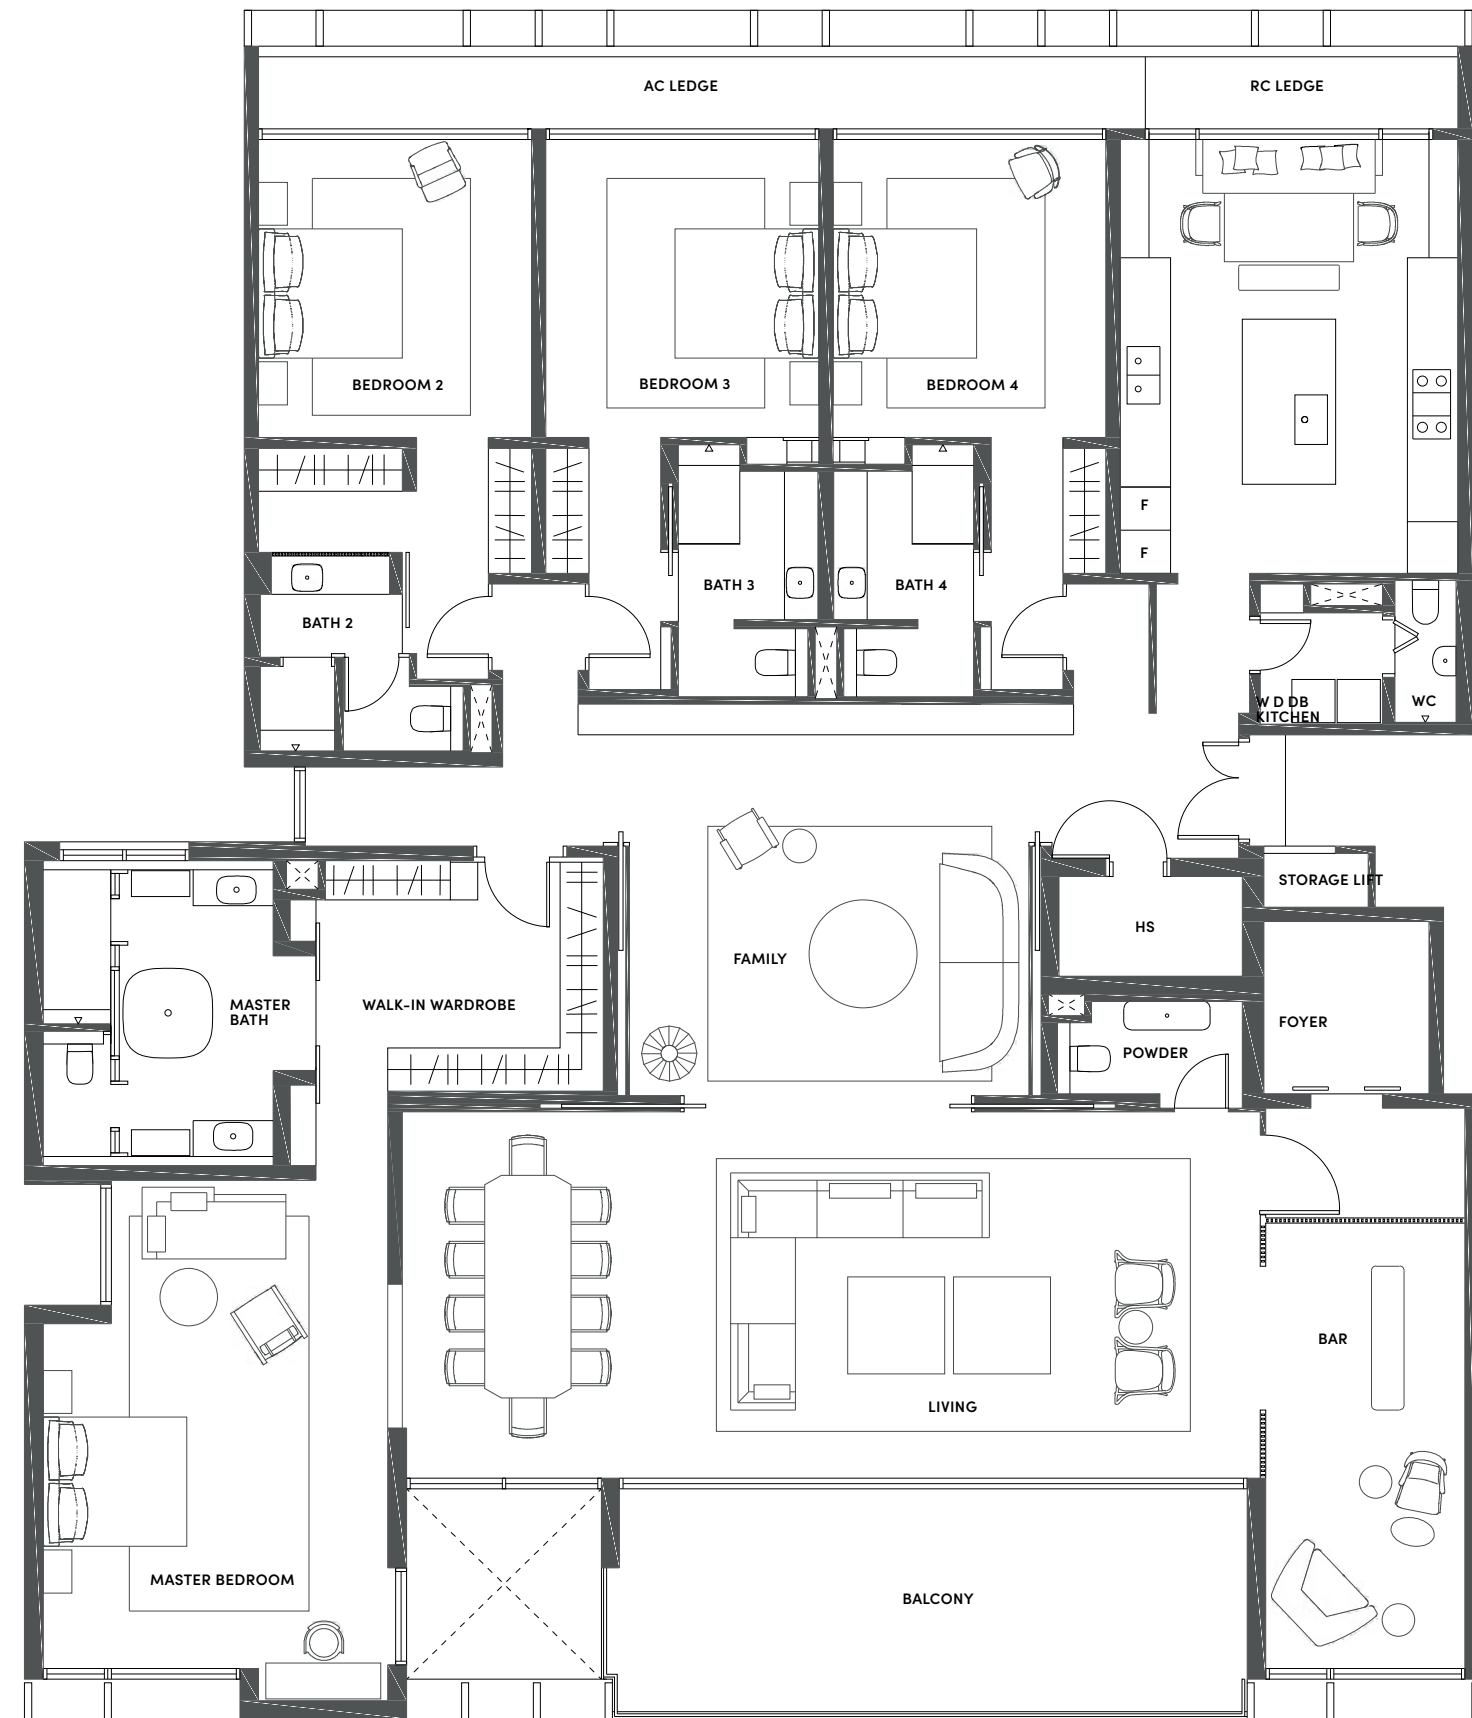 AC LEDGE
RC LEDGE
BEDROOM 2
BEDROOM 3
BEDROOM 4
F
F
BATH 2
BATH 3
BATH 4
W D DB
KITCHEN
WC
STORAGE LIFT
HS
FAMILY
MASTER
BATH
WALK-IN WARDROBE
FOYER
POWDER
BAR
LIVING
MASTER BEDROOM
BALCONY